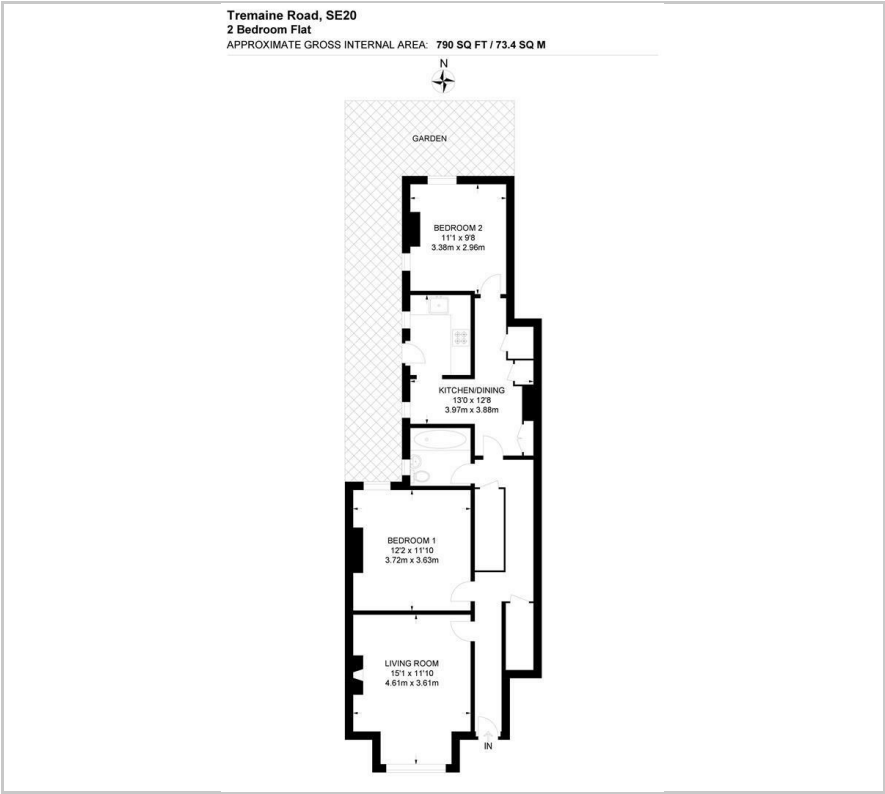 Tremaine Road, SE20
2 Bedroom Flat
APPROXIMATE GROSS INTERNAL AREA: 790 SQ FT / 73.4 SQ M
N
GARDEN
BEDROOM 2
11'1 x 9'8
3.38m x 2.96m
KITCHEN/DINING
13'0 x 12'8
3.97m x 3.88m
BEDROOM 1
12'2 x 11'10
3.72m x 3.63m
LIVING ROOM
15'1 x 11'10
4.61m x 3.61m
IN